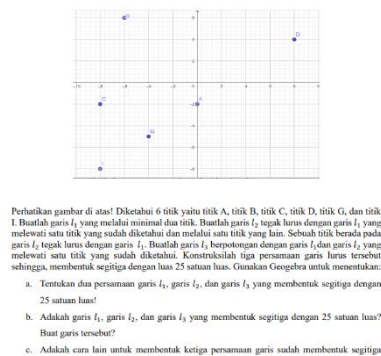 D
C
A
G
Perhatikan gambar di atas! Diketahui 6 titik yaitu titik A, titik B, titik C, titik D, titik G, dan titik
I. Buatlah garis l₁ yang melalui minimal dua titik. Buatlah garis l₂ tegak lurus dengan garis l₁ yang
melewati satu titik yang sudah diketahui dan melalui satu titik yang lain. Sebuah titik berada pada
garis l₂ tegak lurus dengan garis l₁. Buatlah garis l₃ berpotongan dengan garis l₁dan garis l₂ yang
melewati satu titik yang sudah diketahui. Konstruksilah tiga persamaan garis lurus tersebut
sehingga, membentuk segitiga dengan luas 25 satuan luas. Gunakan Geogebra untuk menentukan:
a. Tentukan dua persamaan garis l₁, garis l₂, dan garis l₃ yang membentuk segitiga dengan
25 satuan luas!
b. Adakah garis l₁, garis l₂, dan garis l₃ yang membentuk segitiga dengan 25 satuan luas?
Buat garis tersebut?
c. Adakah cara lain untuk membentuk ketiga persamaan garis sudah membentuk segitiga